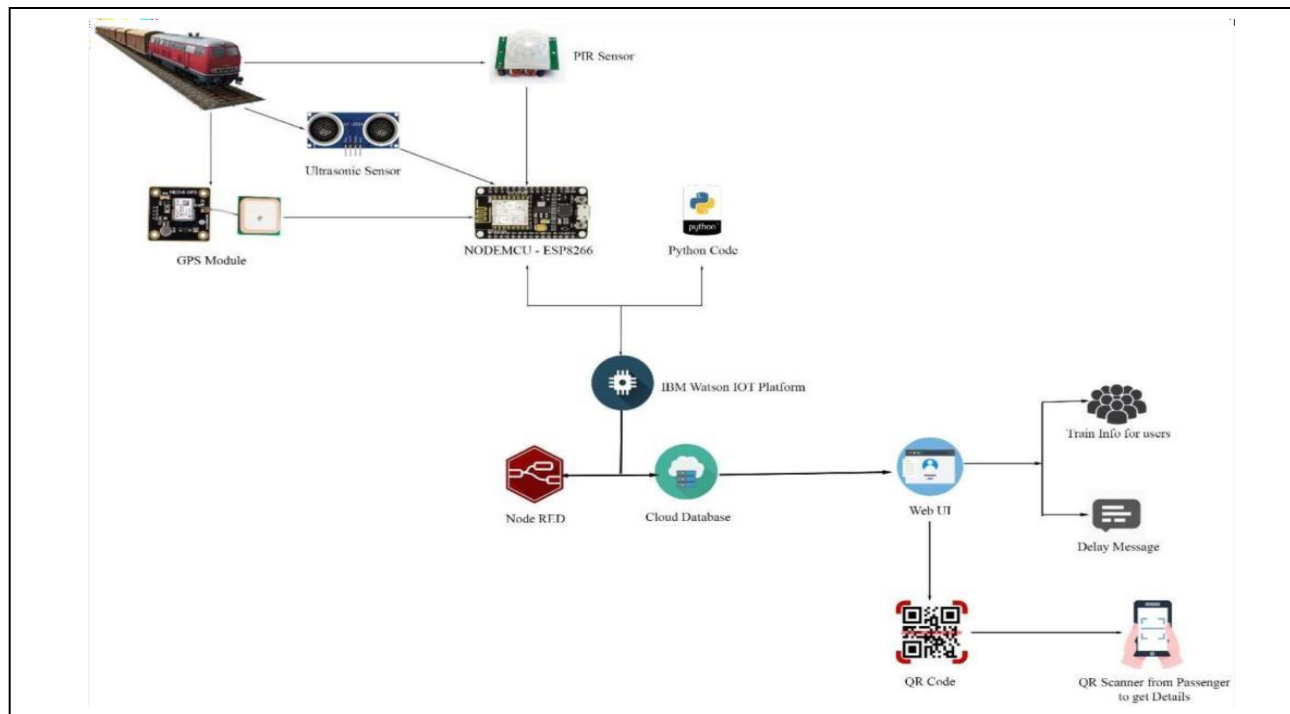 PIR Sensor
Ultrasonic Sensor
GPS Module
NODEMCU - ESP8266
python
Python Code
IBM Watson IOT Platform
Train Info for users
Node RED
Cloud Database
Web UI
Delay Message
QR Code
QR Scanner from Passenger
to get Details